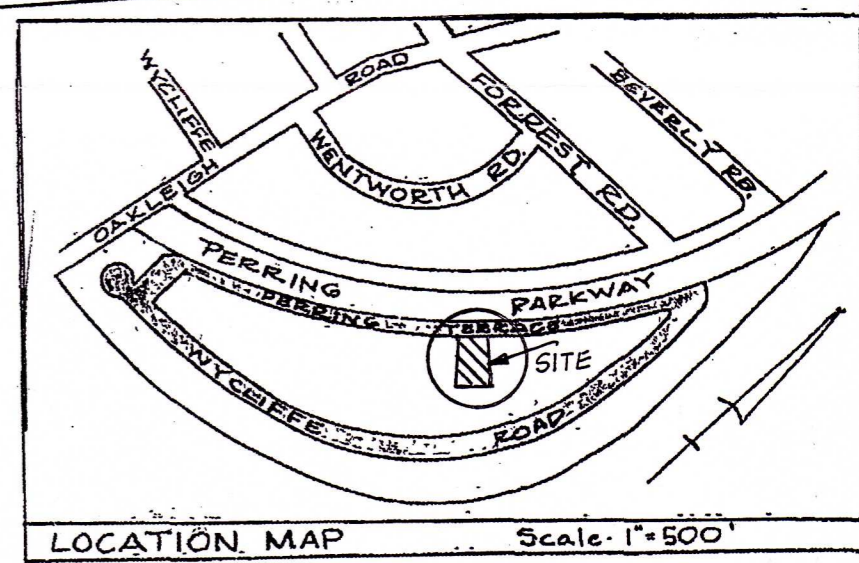 WYCLIFFE
OAKLEIGH
ROAD
WENTWORTH RD.
FORREST RD.
BEVERLY RD.
PERRING PARKWAY
PERRING TERRACE
SITE
WYCLIFFE ROAD
LOCATION MAP Scale. 1"=500'